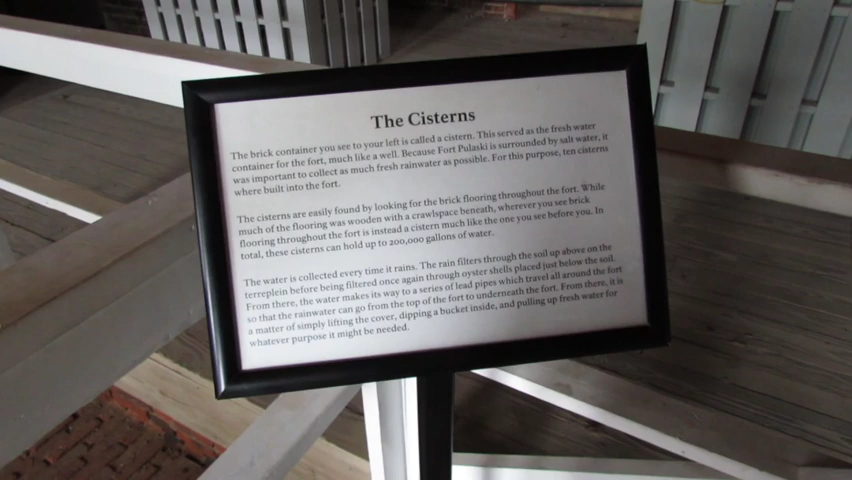 The Cisterns
The brick container you see to your left is called a cistern. This served as the fresh water
container for the fort, much like a well. Because Fort Pulaski is surrounded by salt water, it
was important to collect as much fresh rainwater as possible. For this purpose, ten cisterns
where built into the fort.
The cisterns are easily found by looking for the brick flooring throughout the fort. While
much of the flooring was wooden with a crawlspace beneath, wherever you see brick
flooring throughout the fort is instead a cistern much like the one you see before you. In
total, these cisterns can hold up to 200,000 gallons of water.
The water is collected every time it rains. The rain filters through the soil up above on the
terreplein before being filtered once again through oyster shells placed just below the soil.
From there, the water makes its way to a series of lead pipes which travel all around the fort
so that the rainwater can go from the top of the fort to underneath the fort. From there, it is
a matter of simply lifting the cover, dipping a bucket inside, and pulling up fresh water for
whatever purpose it might be needed.